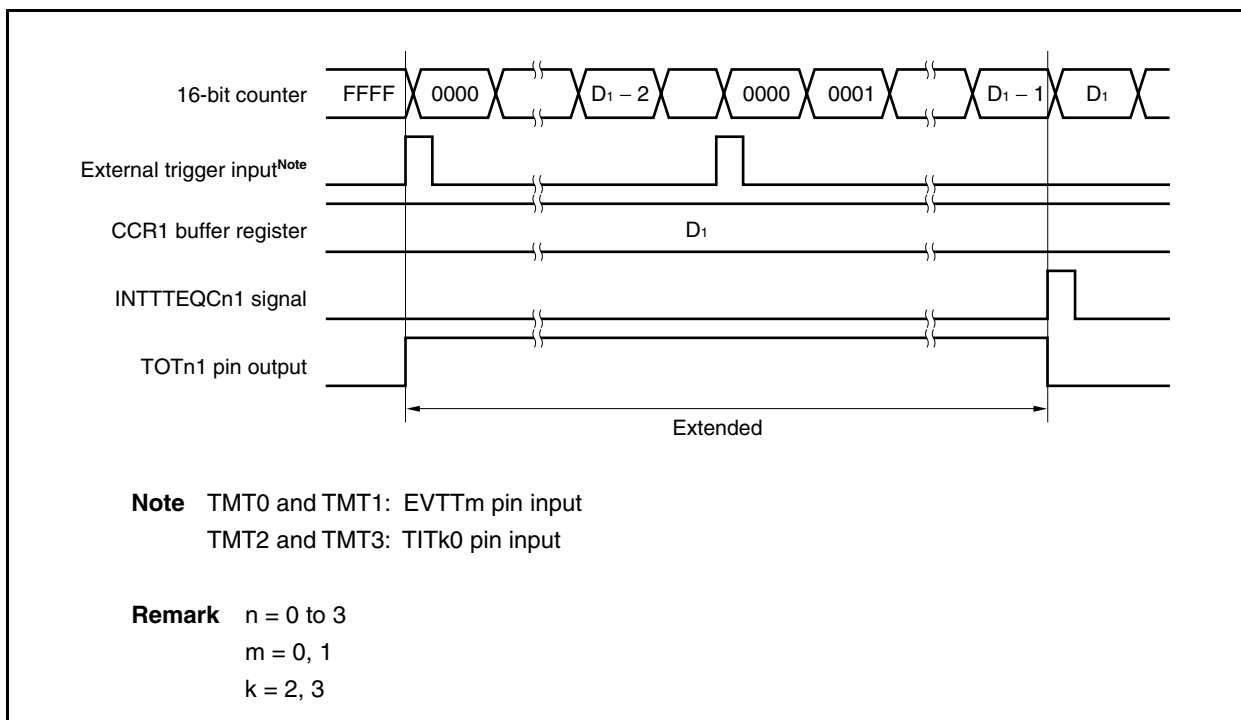 16-bit counter FFFF 0000 D₁ – 2 0000 0001 D₁ – 1 D₁
External trigger inputᴺᵒᵗᵉ
CCR1 buffer register D₁
INTTTEQCn1 signal
TOTn1 pin output
Extended
Note TMT0 and TMT1: EVTTm pin input
TMT2 and TMT3: TITk0 pin input
Remark n = 0 to 3
m = 0, 1
k = 2, 3